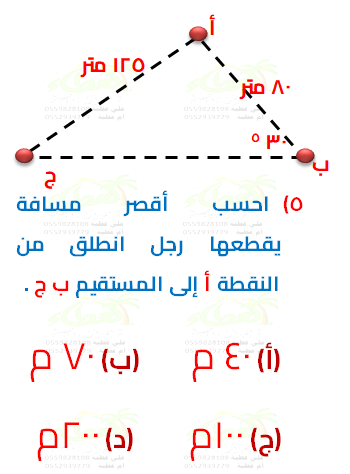 أ
١٢٥ متر
٨٠ متر
٣٠ °
ب
ج
٥) احسب أقصر مسافة
يقطعها رجل انطلق من
النقطة أ إلى المستقيم ب ج .
(أ) ٤٠ م
(ب) ٧٠ م
(ج) ١٠٠م
(د) ٢٠٠م